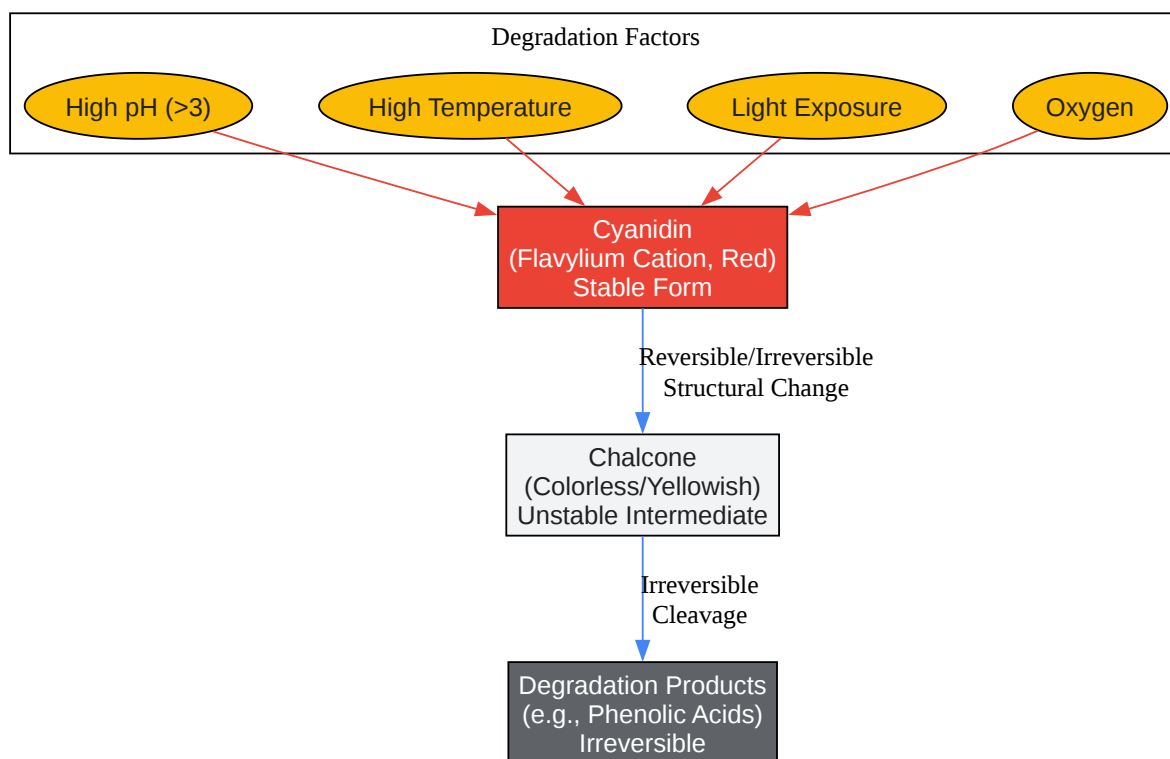 Degradation Factors
High pH (>3)
High Temperature
Light Exposure
Oxygen
Cyanidin
(Flavylium Cation, Red)
Stable Form
Reversible/Irreversible
Structural Change
Chalcone
(Colorless/Yellowish)
Unstable Intermediate
Irreversible
Cleavage
Degradation Products
(e.g., Phenolic Acids)
Irreversible